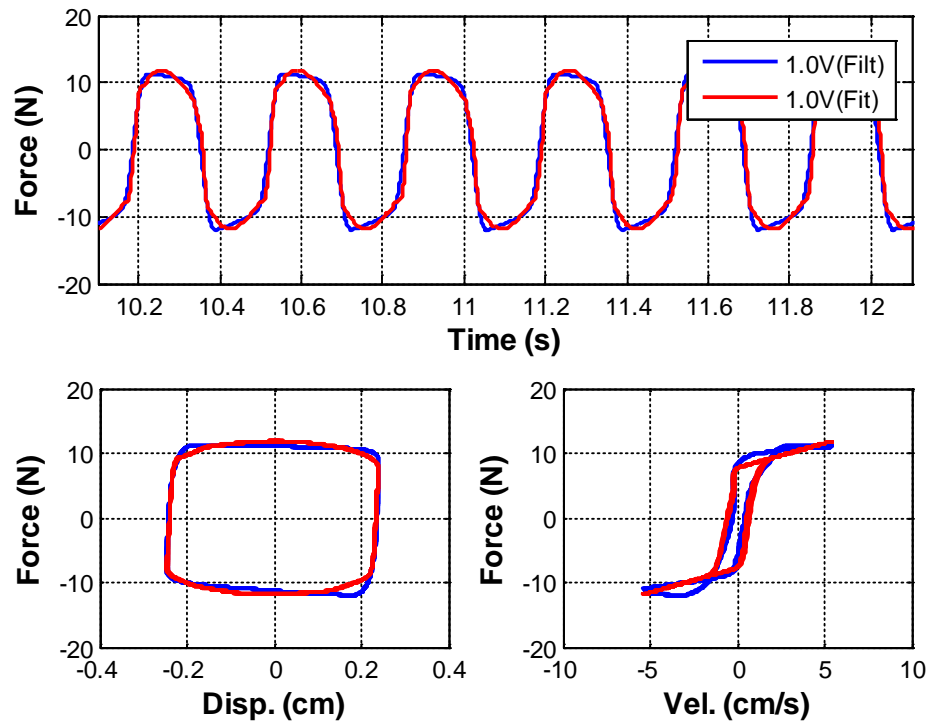 20
10
0
-10
-20
Force (N)
1.0V(Filt)
1.0V(Fit)
10.2 10.4 10.6 10.8 11 11.2 11.4 11.6 11.8 12
Time (s)
20
10
0
-10
-20
Force (N)
-0.4 -0.2 0 0.2 0.4
Disp. (cm)
20
10
0
-10
-20
Force (N)
-10 -5 0 5 10
Vel. (cm/s)